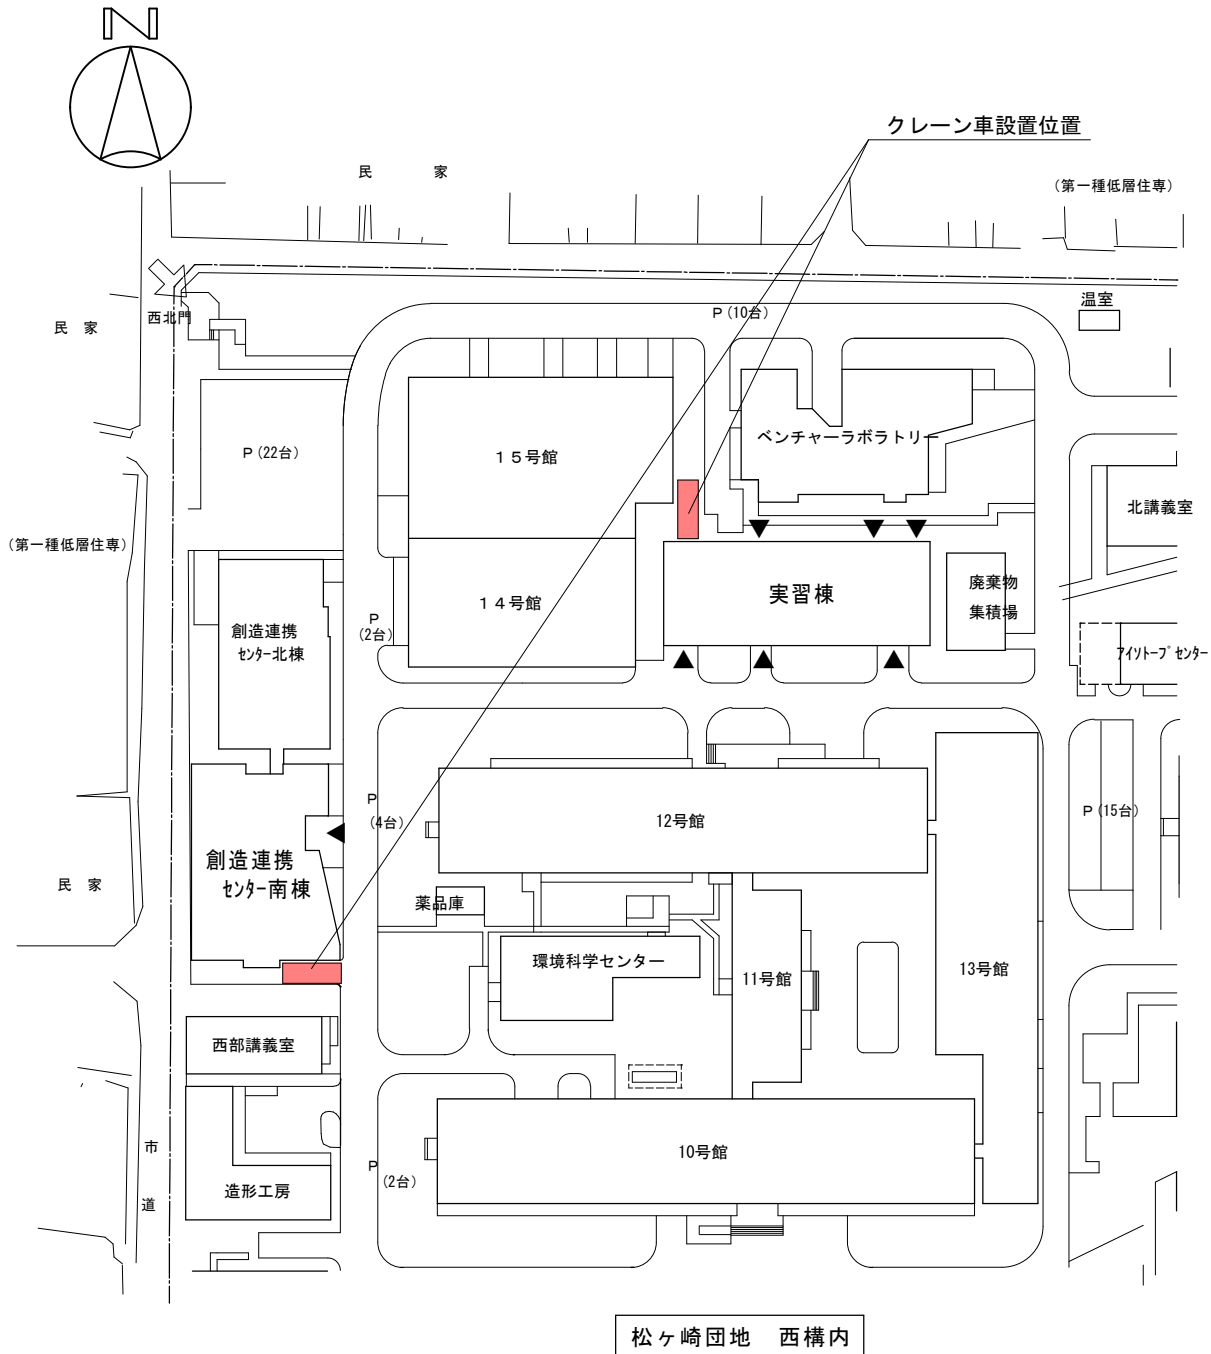 N
クレーン車設置位置
民　家
(第一種低層住専)
温室
P(10台)
西北門
民　家
ベンチャーラボラトリー
P(22台)
15号館
北講義室
(第一種低層住専)
廃棄物
集積場
実習棟
14号館
P
(2台)
創造連携
センター北棟
アイソトープセンター
P
(4台)
12号館
P(15台)
創造連携
センター南棟
民　家
薬品庫
環境科学センター
11号館
13号館
西部講義室
市
道
10号館
P
(2台)
造形工房
松ヶ崎団地　西構内